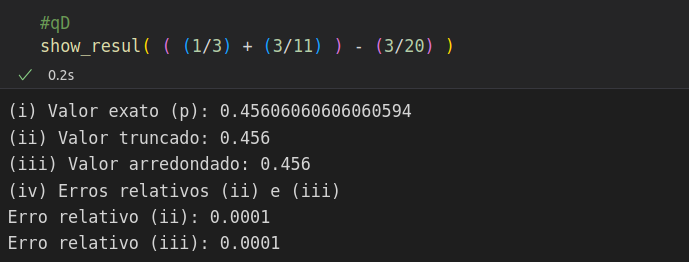 #qD
show_resul( ( (1/3) + (3/11) ) - (3/20) )
0.2s
(i) Valor exato (p): 0.45606060606060594
(ii) Valor truncado: 0.456
(iii) Valor arredondado: 0.456
(iv) Erros relativos (ii) e (iii)
Erro relativo (ii): 0.0001
Erro relativo (iii): 0.0001